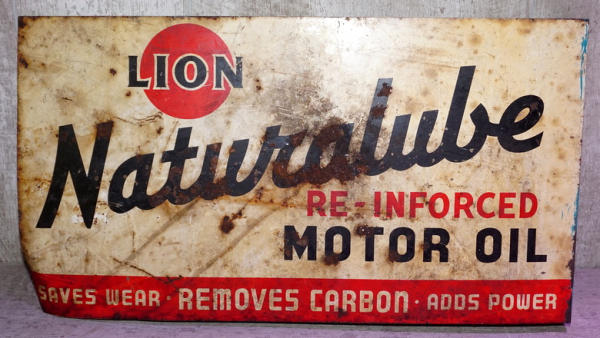 LION
Naturalube
RE-INFORCED
MOTOR OIL
SAVES WEAR · REMOVES CARBON · ADDS POWER